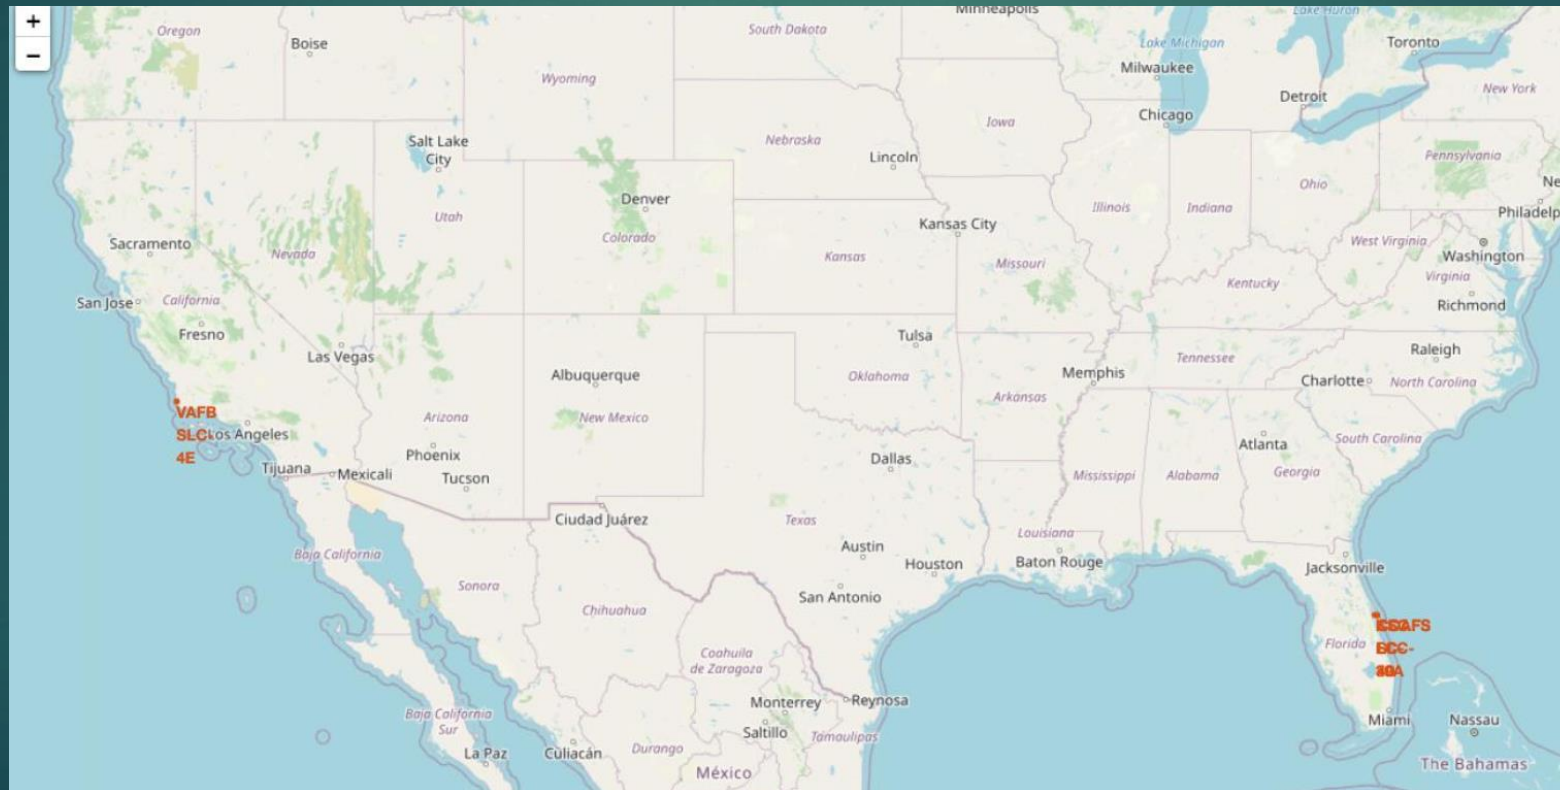 +
−
Oregon
Boise
South Dakota
Minneapolis
Lake Huron
Lake Michigan
Toronto
Wyoming
Milwaukee
Detroit
New York
Chicago
Iowa
Salt Lake
City
Nebraska
Lincoln
Pennsylvania
Ohio
Denver
Utah
Illinois
Indiana
Ne
Philadelp
Sacramento
Nevada
Colorado
Kansas City
Kansas
Missouri
West Virginia
Washington
Virginia
Kentucky
San Jose
California
Richmond
Fresno
Las Vegas
Tulsa
Raleigh
Tennessee
Albuquerque
Oklahoma
Memphis
Charlotte
North Carolina
Arkansas
VAFB
SLC-
4E
Los Angeles
Arizona
New Mexico
Atlanta
South Carolina
Phoenix
Dallas
Tijuana
Mexicali
Tucson
Mississippi
Alabama
Georgia
Ciudad Juárez
Texas
Louisiana
Austin
Baja California
Houston
Baton Rouge
Jacksonville
Sonora
San Antonio
Chihuahua
Florida
Coahuila
de Zaragoza
Monterrey
Reynosa
Baja California
Sur
Miami
Nassau
Saltillo
Tamaulipas
La Paz
Culiacán
Durango
The Bahamas
México